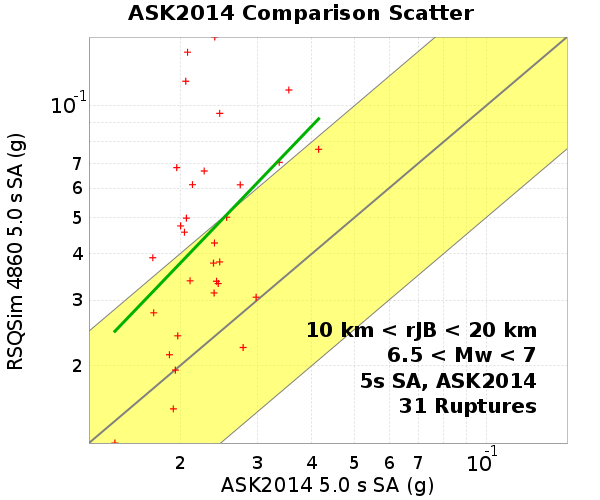 ASK2014 Comparison Scatter
RSQSim 4860 5.0 s SA (g)
10-1
7
6
5
4
3
2
10 km < rJB < 20 km
6.5 < Mw < 7
5s SA, ASK2014
31 Ruptures
2 3 4 5 6 7 10-1
ASK2014 5.0 s SA (g)